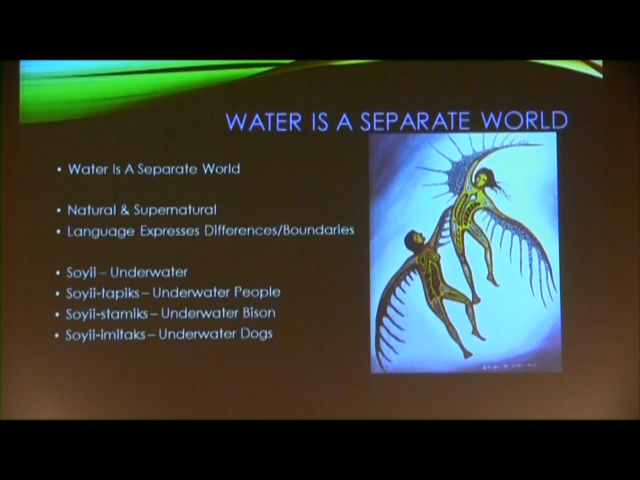 WATER IS A SEPARATE WORLD
• Water Is A Separate World
• Natural & Supernatural
• Language Expresses Differences/Boundaries
• Soyii – Underwater
• Soyii-tapiks – Underwater People
• Soyii-stamiks – Underwater Bison
• Soyii-imitaks – Underwater Dogs